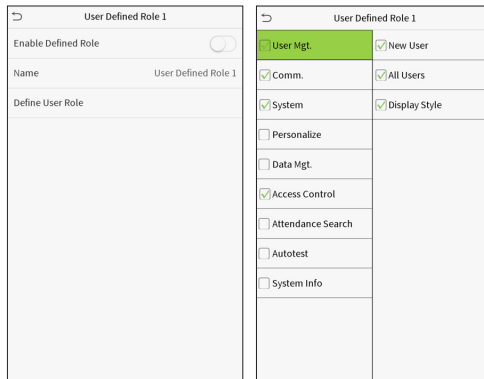 User Defined Role 1
Enable Defined Role
Name User Defined Role 1
Define User Role
User Defined Role 1
User Mgt.
Comm.
System
Personalize
Data Mgt.
Access Control
Attendance Search
Autotest
System Info
New User
All Users
Display Style